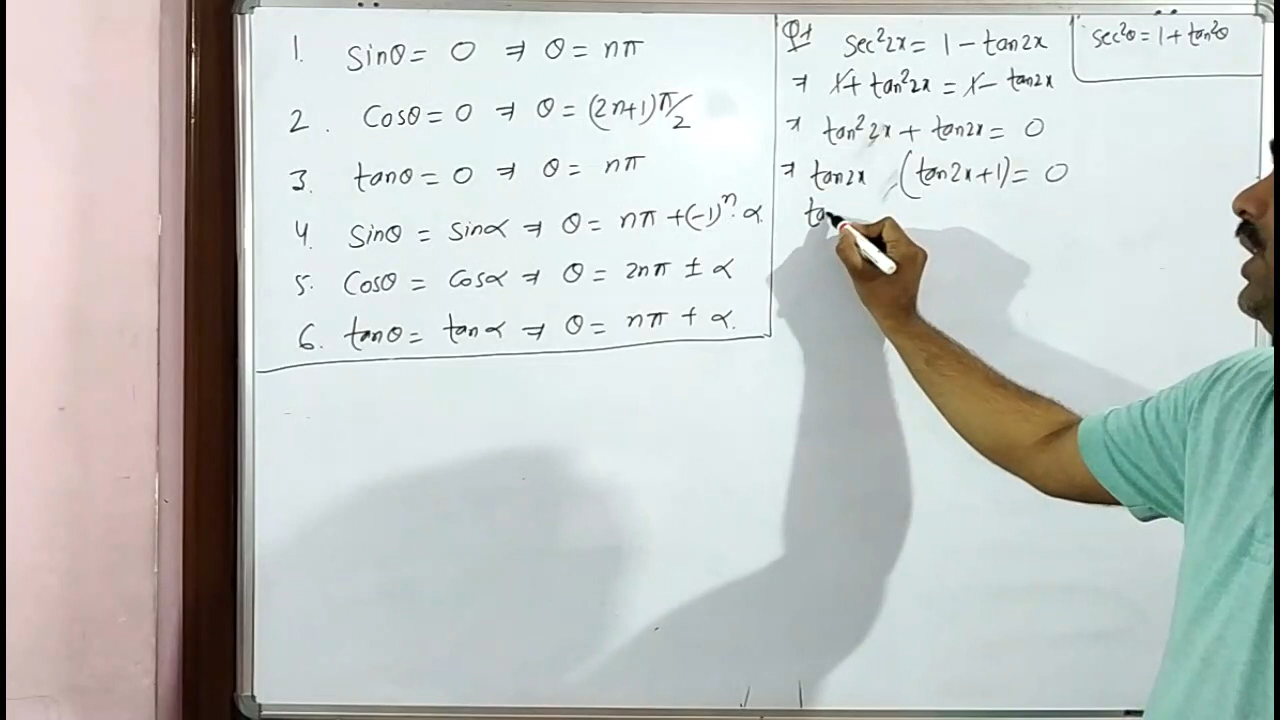 1. sinθ = 0 ⇒ θ = nπ
2. cosθ = 0 ⇒ θ = (2n+1)π/2
3. tanθ = 0 ⇒ θ = nπ
4. sinθ = sinα ⇒ θ = nπ + (-1)ⁿ·α
5. cosθ = cosα ⇒ θ = 2nπ ± α
6. tanθ = tanα ⇒ θ = nπ + α.
Q1 sec²2x = 1 - tan2x
⇒ 1 + tan²2x = 1 - tan2x
⇒ tan²2x + tan2x = 0
⇒ tan2x (tan2x+1) = 0
ta
sec²θ = 1 + tan²θ